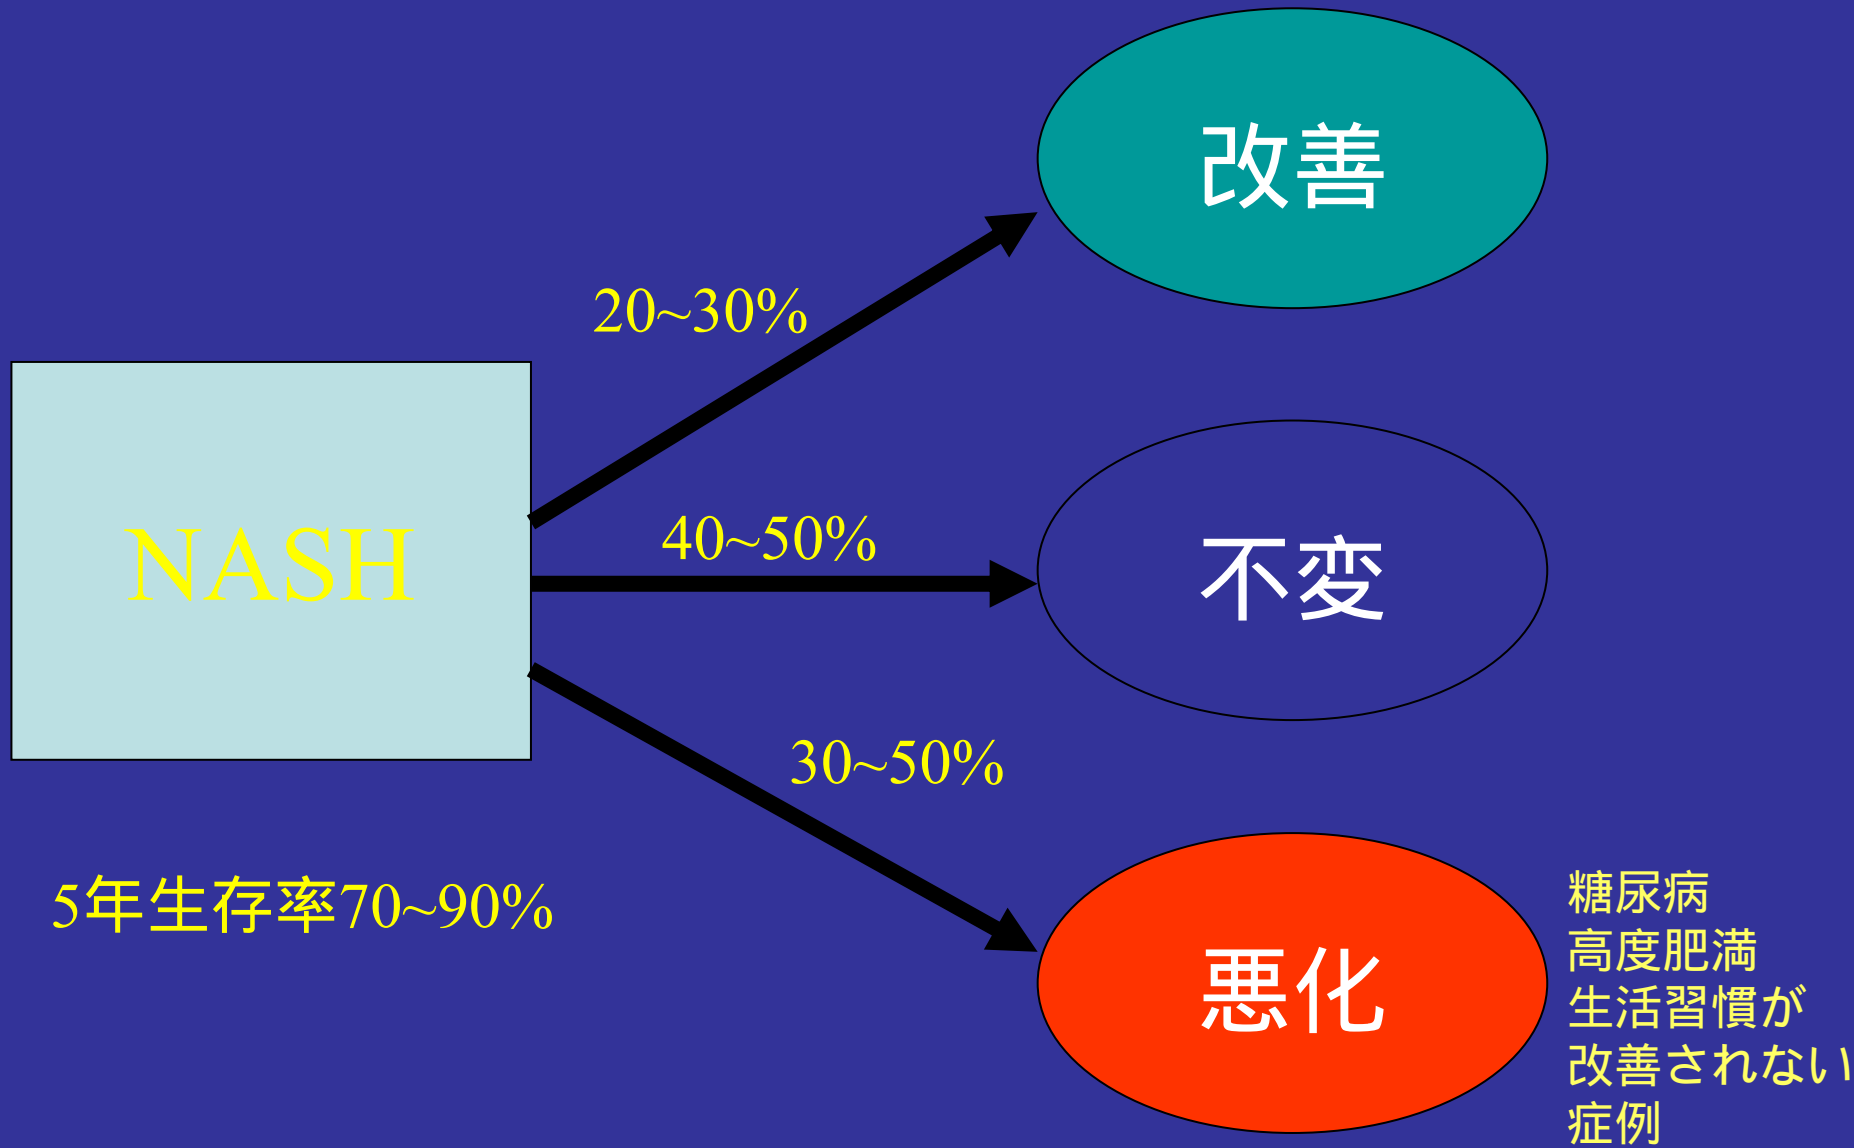 改善
20~30%
NASH
40~50%
不変
30~50%
5年生存率70~90%
悪化
糖尿病
高度肥満
生活習慣が
改善されない
症例